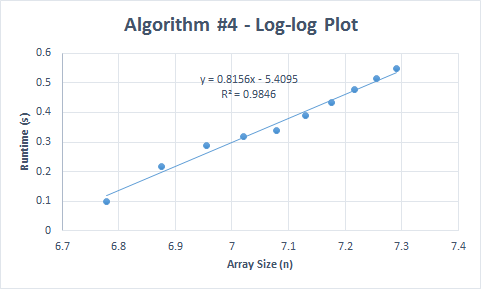 Algorithm #4 - Log-log Plot
0.6
0.5
0.4
0.3
0.2
0.1
0
Runtime (s)
y = 0.8156x - 5.4095
R² = 0.9846
6.7 6.8 6.9 7 7.1 7.2 7.3 7.4
Array Size (n)